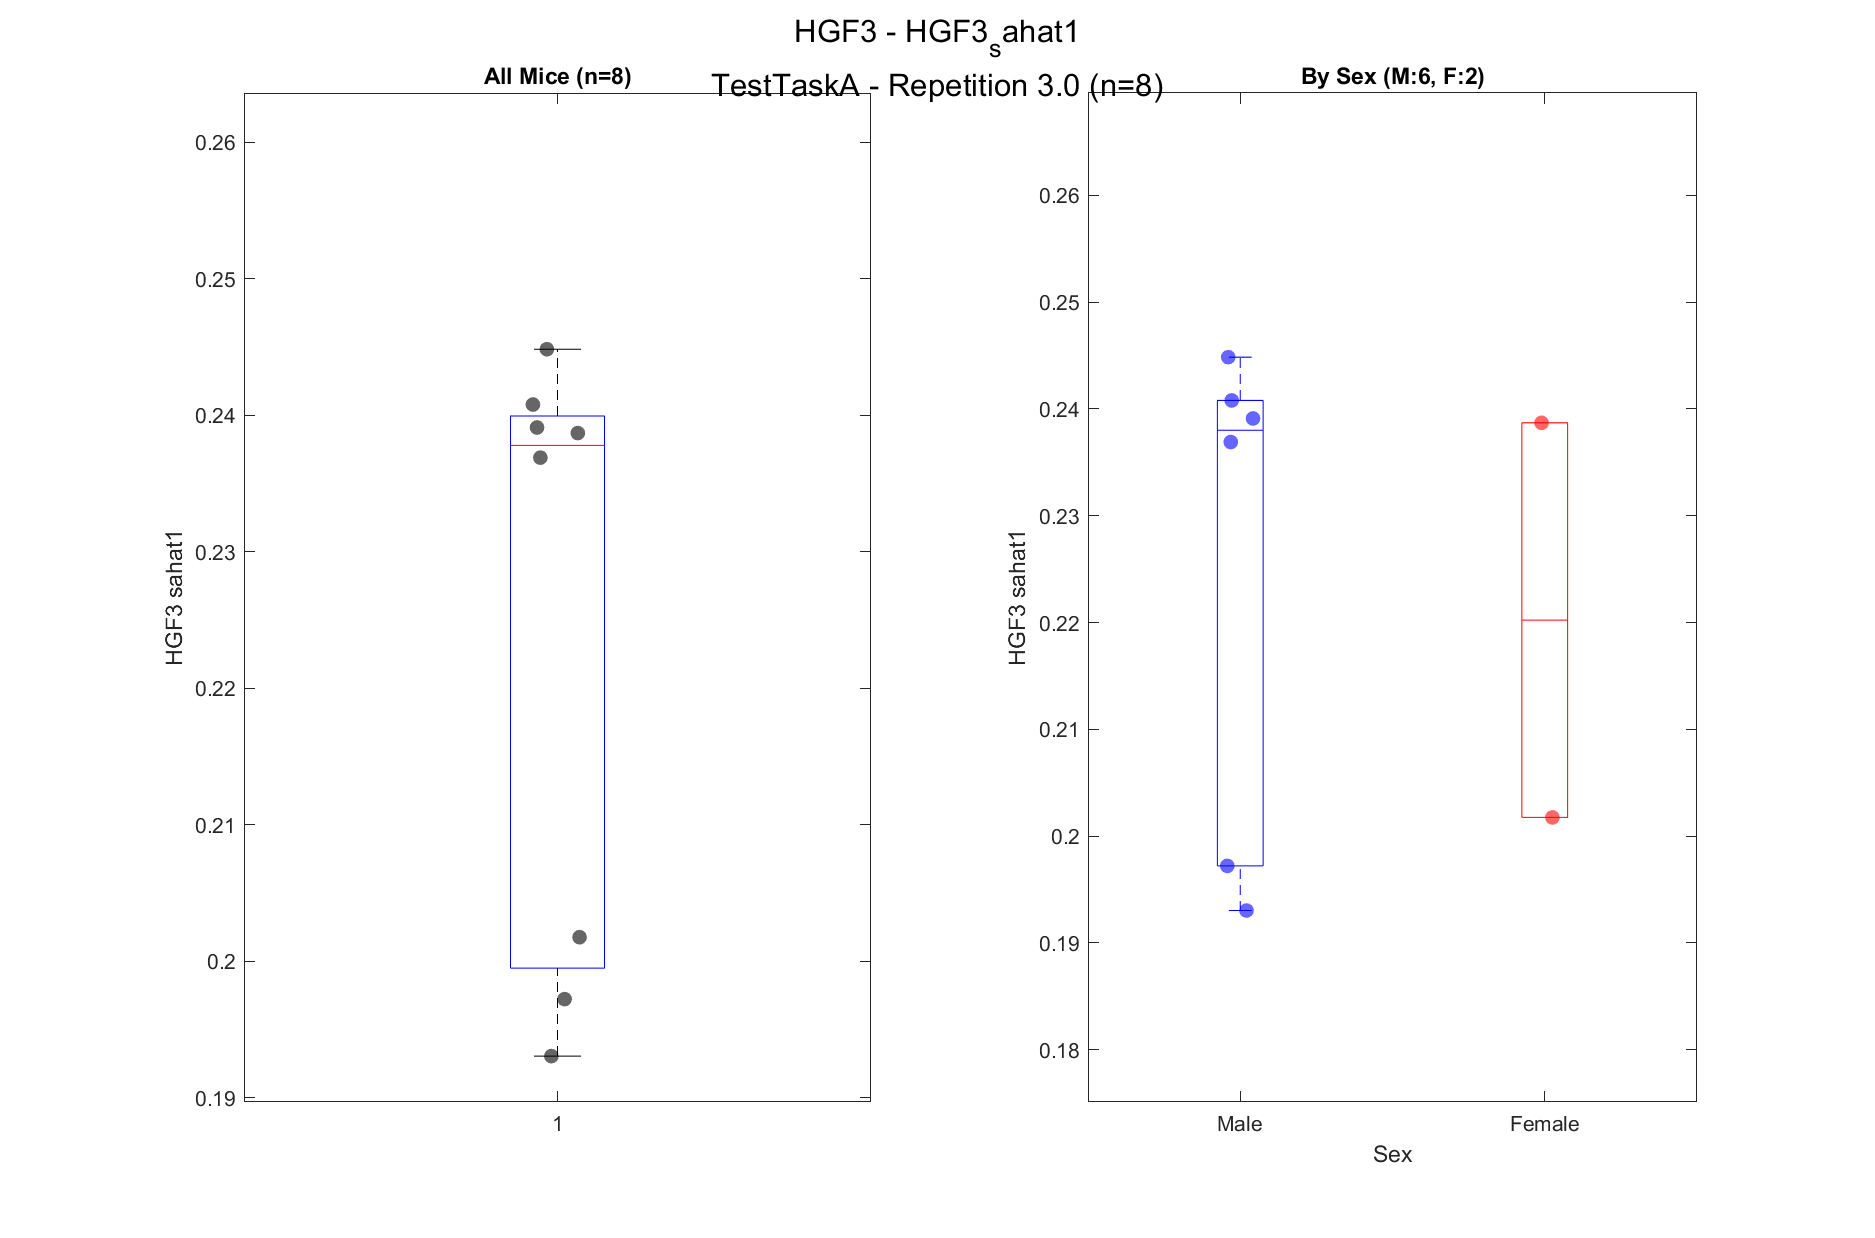 HGF3 - HGF3sahat1
TestTaskA - Repetition 3.0 (n=8)
All Mice (n=8)
0.26
0.25
0.24
0.23
0.22
0.21
0.2
0.19
HGF3 sahat1
1
By Sex (M:6, F:2)
0.26
0.25
0.24
0.23
0.22
0.21
0.2
0.19
0.18
HGF3 sahat1
Male Female
Sex